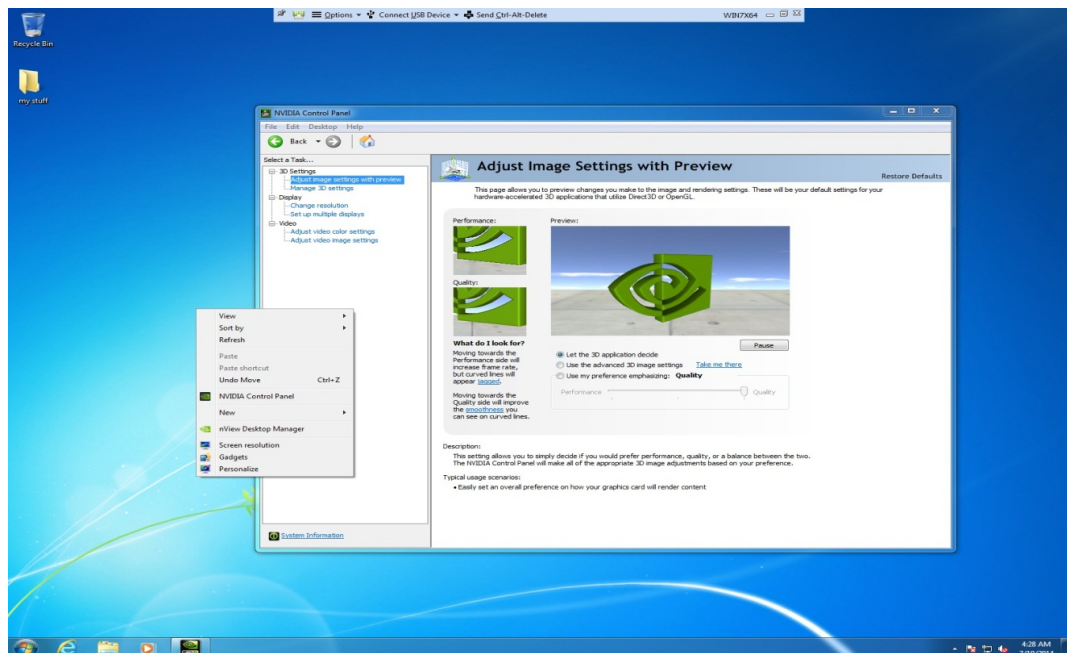 Options
Connect USB Device
Send Ctrl-Alt-Delete
WIN7X64
Recycle Bin
my stuff
NVIDIA Control Panel
File Edit Desktop Help
Back
Select a Task...
3D Settings
Adjust image settings with preview
Manage 3D settings
Display
Change resolution
Set up multiple displays
Video
Adjust video color settings
Adjust video image settings
System Information
Adjust Image Settings with Preview
Restore Defaults
This page allows you to preview changes you make to the image and rendering settings. These will be your default settings for your
hardware-accelerated 3D applications that utilize Direct3D or OpenGL.
Performance:
Preview:
Quality:
What do I look for?
Moving towards the
Performance side will
increase frame rate,
but curved lines will
appear jagged.
Moving towards the
Quality side will improve
the smoothness you
can see on curved lines.
Pause
Let the 3D application decide
Use the advanced 3D image settings Take me there
Use my preference emphasizing: Quality
Performance Quality
Description:
This setting allows you to simply decide if you would prefer performance, quality, or a balance between the two.
The NVIDIA Control Panel will make all of the appropriate 3D image adjustments based on your preference.
Typical usage scenarios:
• Easily set an overall preference on how your graphics card will render content
View
Sort by
Refresh
Paste
Paste shortcut
Undo Move Ctrl+Z
NVIDIA Control Panel
New
nView Desktop Manager
Screen resolution
Gadgets
Personalize
4:28 AM